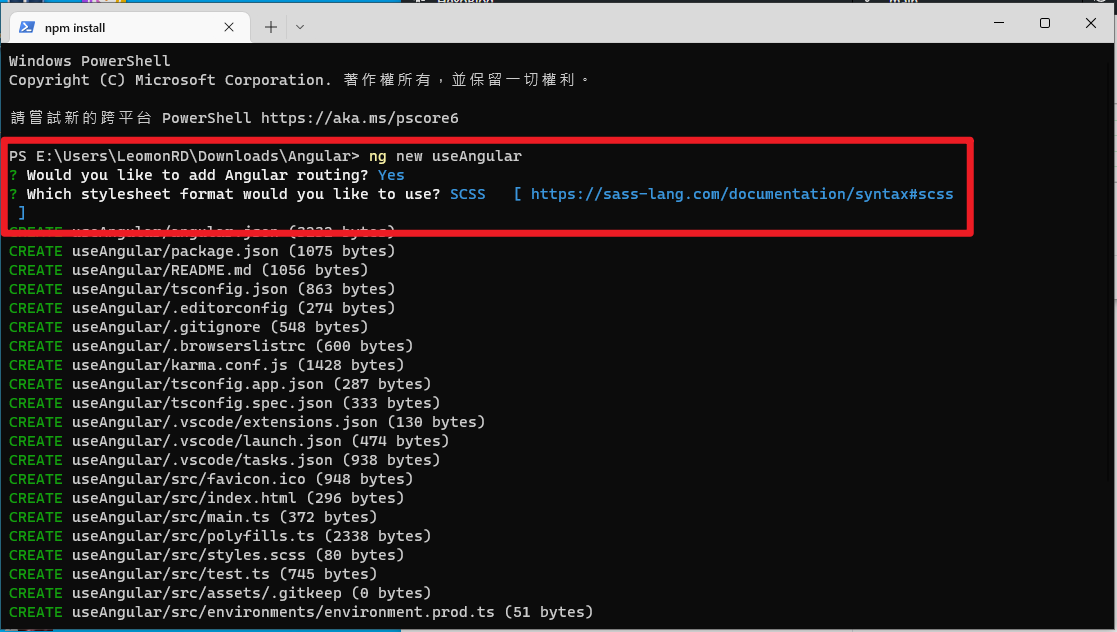 npm install
Windows PowerShell
Copyright (C) Microsoft Corporation. 著作權所有，並保留一切權利。
請嘗試新的跨平台 PowerShell https://aka.ms/pscore6
PS E:\Users\LeomonRD\Downloads\Angular> ng new useAngular
? Would you like to add Angular routing? Yes
? Which stylesheet format would you like to use? SCSS   [ https://sass-lang.com/documentation/syntax#scss
]
CREATE useAngular/angular.json (3232 bytes)
CREATE useAngular/package.json (1075 bytes)
CREATE useAngular/README.md (1056 bytes)
CREATE useAngular/tsconfig.json (863 bytes)
CREATE useAngular/.editorconfig (274 bytes)
CREATE useAngular/.gitignore (548 bytes)
CREATE useAngular/.browserslistrc (600 bytes)
CREATE useAngular/karma.conf.js (1428 bytes)
CREATE useAngular/tsconfig.app.json (287 bytes)
CREATE useAngular/tsconfig.spec.json (333 bytes)
CREATE useAngular/.vscode/extensions.json (130 bytes)
CREATE useAngular/.vscode/launch.json (474 bytes)
CREATE useAngular/.vscode/tasks.json (938 bytes)
CREATE useAngular/src/favicon.ico (948 bytes)
CREATE useAngular/src/index.html (296 bytes)
CREATE useAngular/src/main.ts (372 bytes)
CREATE useAngular/src/polyfills.ts (2338 bytes)
CREATE useAngular/src/styles.scss (80 bytes)
CREATE useAngular/src/test.ts (745 bytes)
CREATE useAngular/src/assets/.gitkeep (0 bytes)
CREATE useAngular/src/environments/environment.prod.ts (51 bytes)